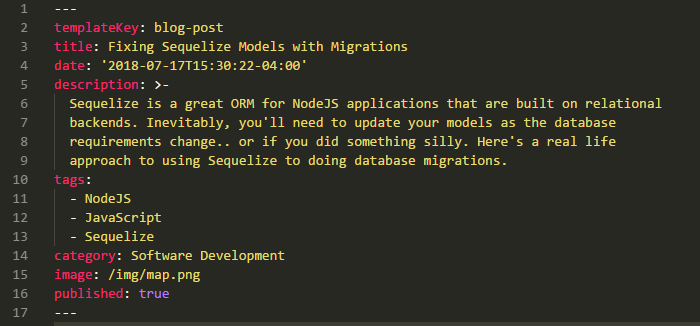 1 ---
2 templateKey: blog-post
3 title: Fixing Sequelize Models with Migrations
4 date: '2018-07-17T15:30:22-04:00'
5 description: >-
6   Sequelize is a great ORM for NodeJS applications that are built on relational
7   backends. Inevitably, you'll need to update your models as the database
8   requirements change.. or if you did something silly. Here's a real life
9   approach to using Sequelize to doing database migrations.
10 tags:
11   - NodeJS
12   - JavaScript
13   - Sequelize
14 category: Software Development
15 image: /img/map.png
16 published: true
17 ---